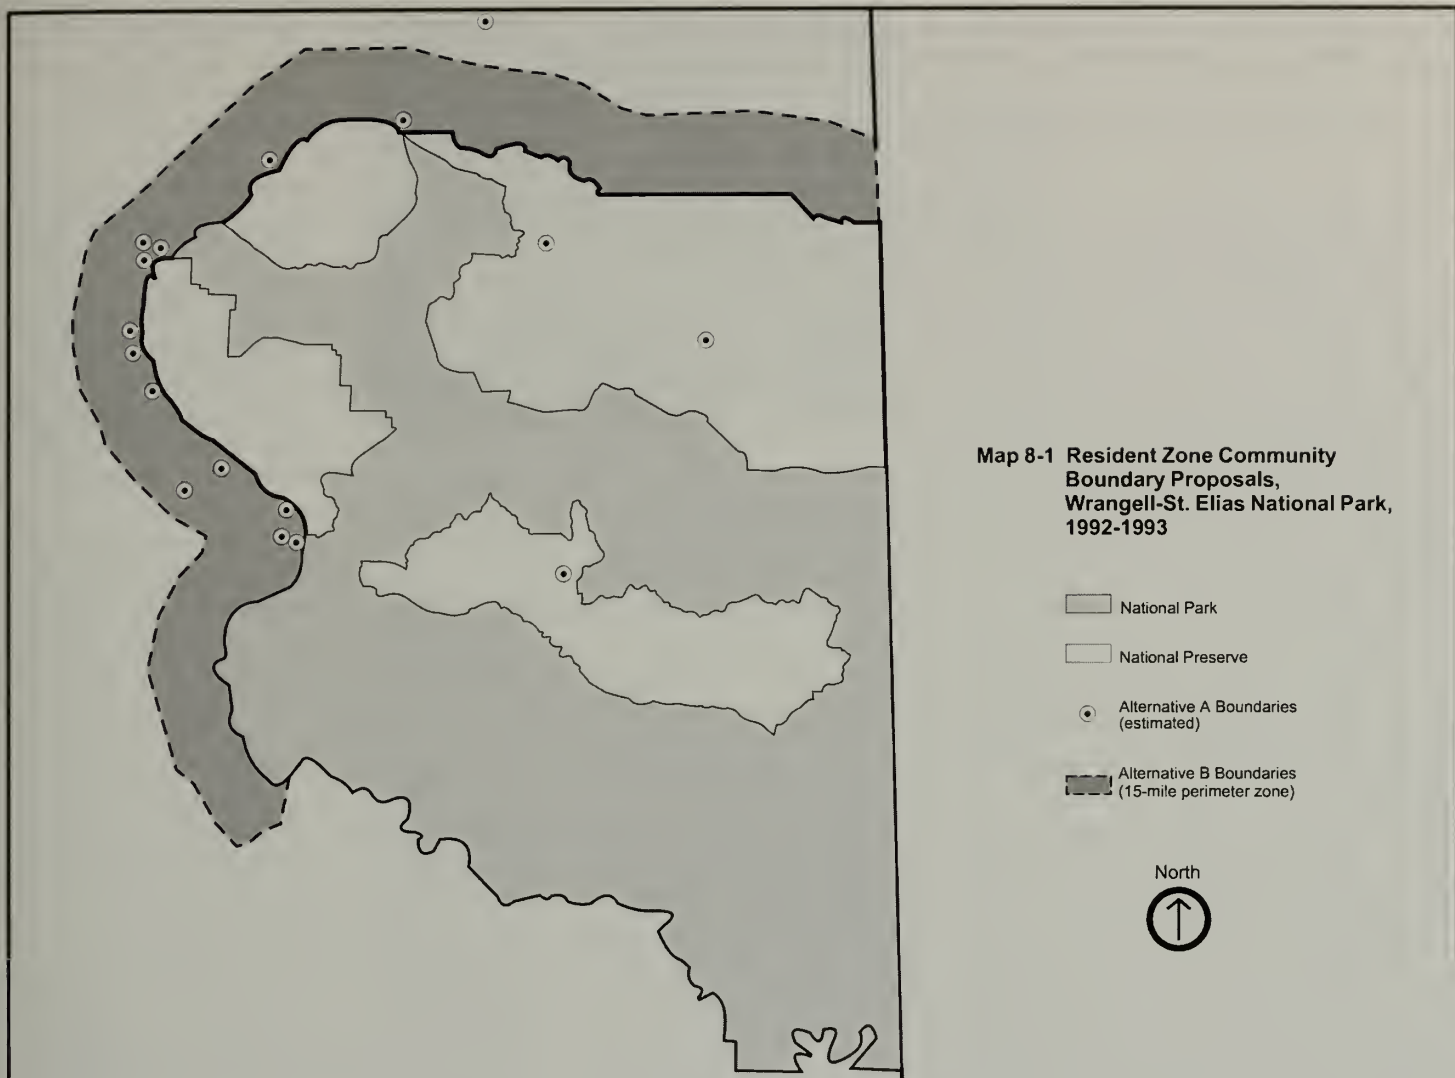 Map 8-1 Resident Zone Community
Boundary Proposals,
Wrangell-St. Elias National Park,
1992-1993
National Park
National Preserve
Alternative A Boundaries
(estimated)
Alternative B Boundaries
(15-mile perimeter zone)
North